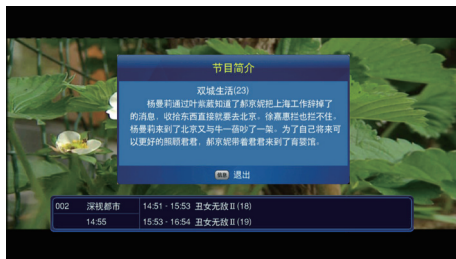 节目简介
双城生活(23)
杨曼莉通过叶紫葳知道了郝京妮把上海工作辞掉了
的消息，收拾东西直接就要去北京，徐嘉惠拦也拦不住，
杨曼莉来到了北京又与牛一蓓吵了一架。为了自己将来可
以更好的照顾君君，郝京妮带着君君来到了育婴馆。
信息 退出
002 深视都市 14:51 - 15:53 丑女无敌Ⅱ(18)
14:55 15:53 - 16:54 丑女无敌Ⅱ(19)